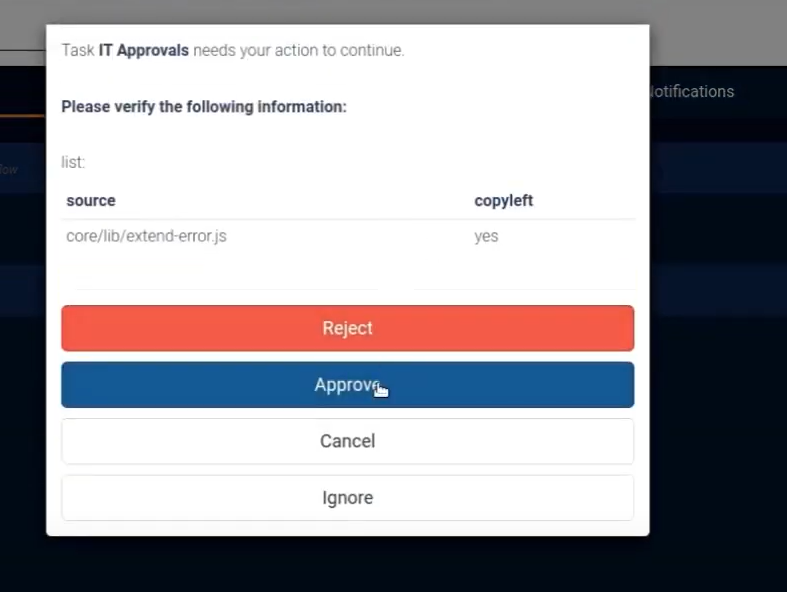 Task IT Approvals needs your action to continue.
Notifications
Please verify the following information:
list:
low
source copyleft
core/lib/extend-error.js yes
Reject
Approve
Cancel
Ignore